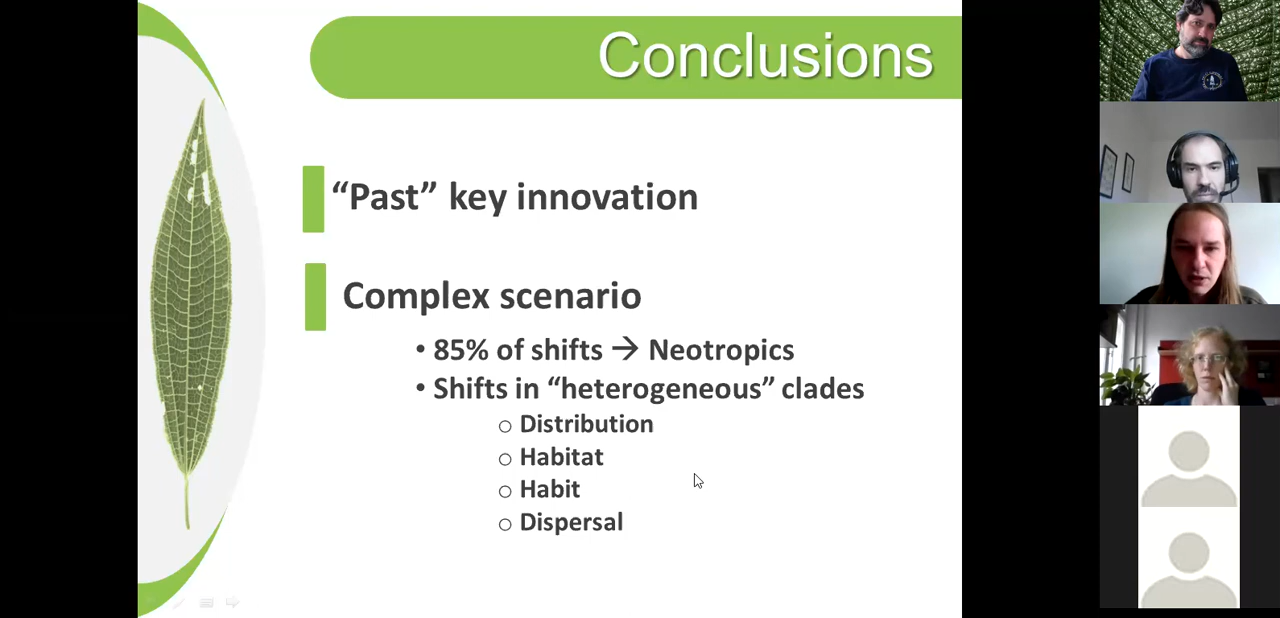 Conclusions
“Past” key innovation
Complex scenario
• 85% of shifts → Neotropics
• Shifts in “heterogeneous” clades
○ Distribution
○ Habitat
○ Habit
○ Dispersal